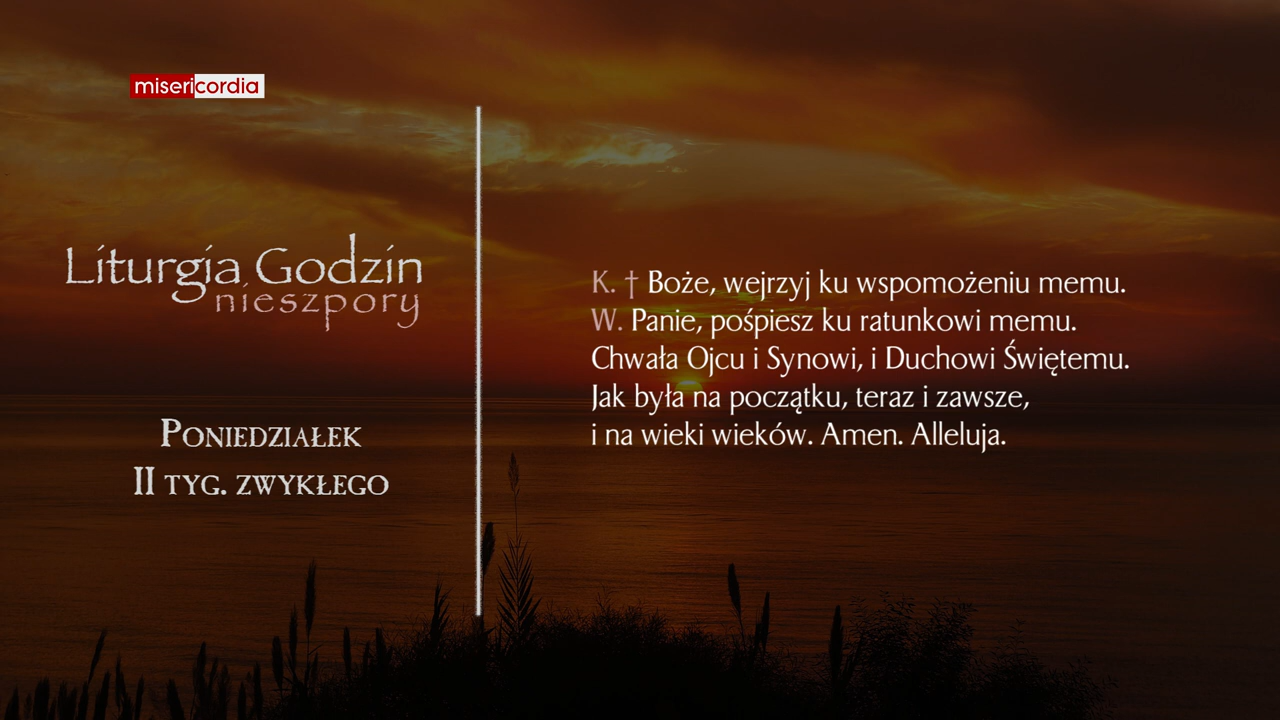 misericordia
Liturgia Godzin
nieszpory
Poniedziałek
II tyg. zwykłego
K. † Boże, wejrzyj ku wspomożeniu memu.
W. Panie, pośpiesz ku ratunkowi memu.
Chwała Ojcu i Synowi, i Duchowi Świętemu.
Jak była na początku, teraz i zawsze,
i na wieki wieków. Amen. Alleluja.